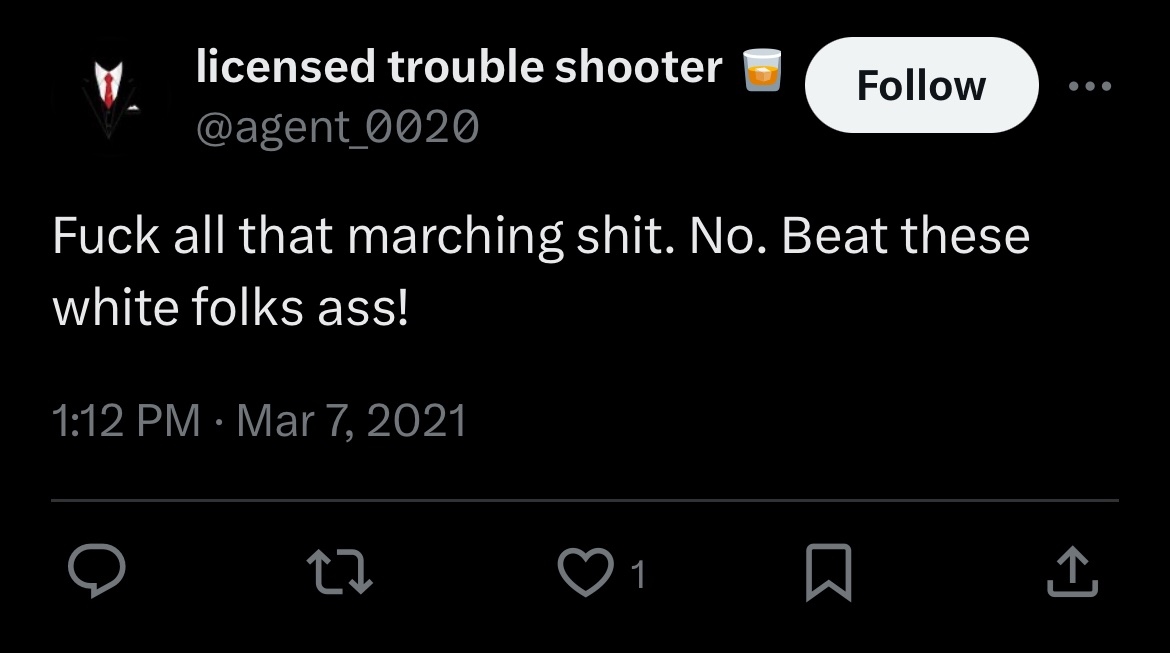 licensed trouble shooter 🥃
Follow
@agent_0020
Fuck all that marching shit. No. Beat these
white folks ass!
1:12 PM · Mar 7, 2021
1